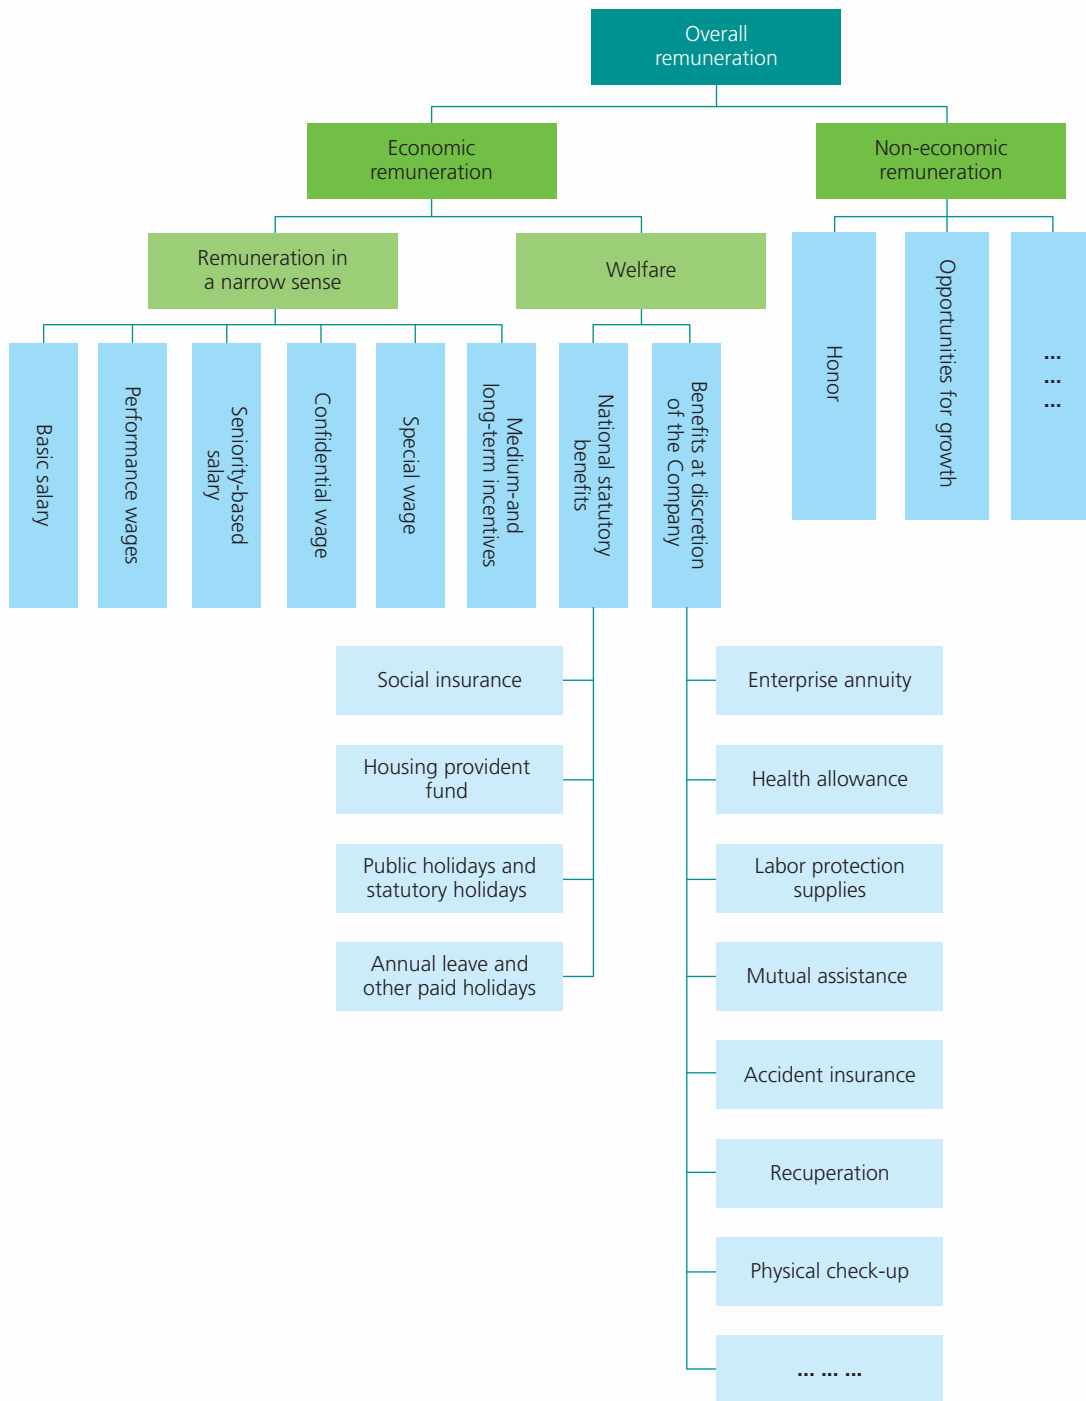 Overall
remuneration
Economic
remuneration
Non-economic
remuneration
Remuneration in
a narrow sense
Welfare
Honor
Opportunities for growth
... ... ...
Basic salary
Performance wages
Seniority-based
salary
Confidential wage
Special wage
Medium-and
long-term incentives
National statutory
benefits
Benefits at discretion
of the Company
Social insurance
Housing provident
fund
Public holidays and
statutory holidays
Annual leave and
other paid holidays
Enterprise annuity
Health allowance
Labor protection
supplies
Mutual assistance
Accident insurance
Recuperation
Physical check-up
... ... ...